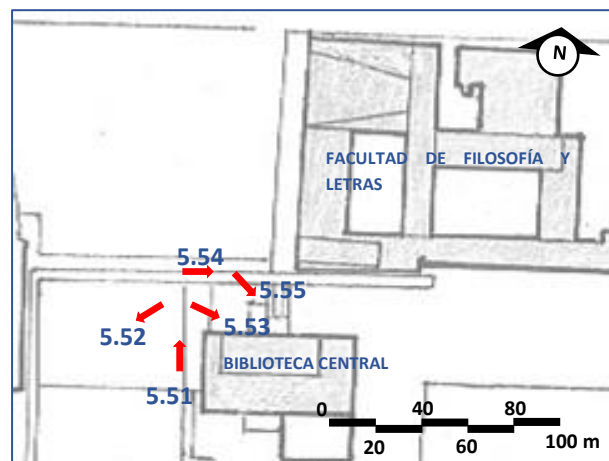 N
FACULTAD DE FILOSOFÍA Y
LETRAS
5.54
5.55
5.52
5.53
BIBLIOTECA CENTRAL
5.51
0 40 80
20 60 100 m